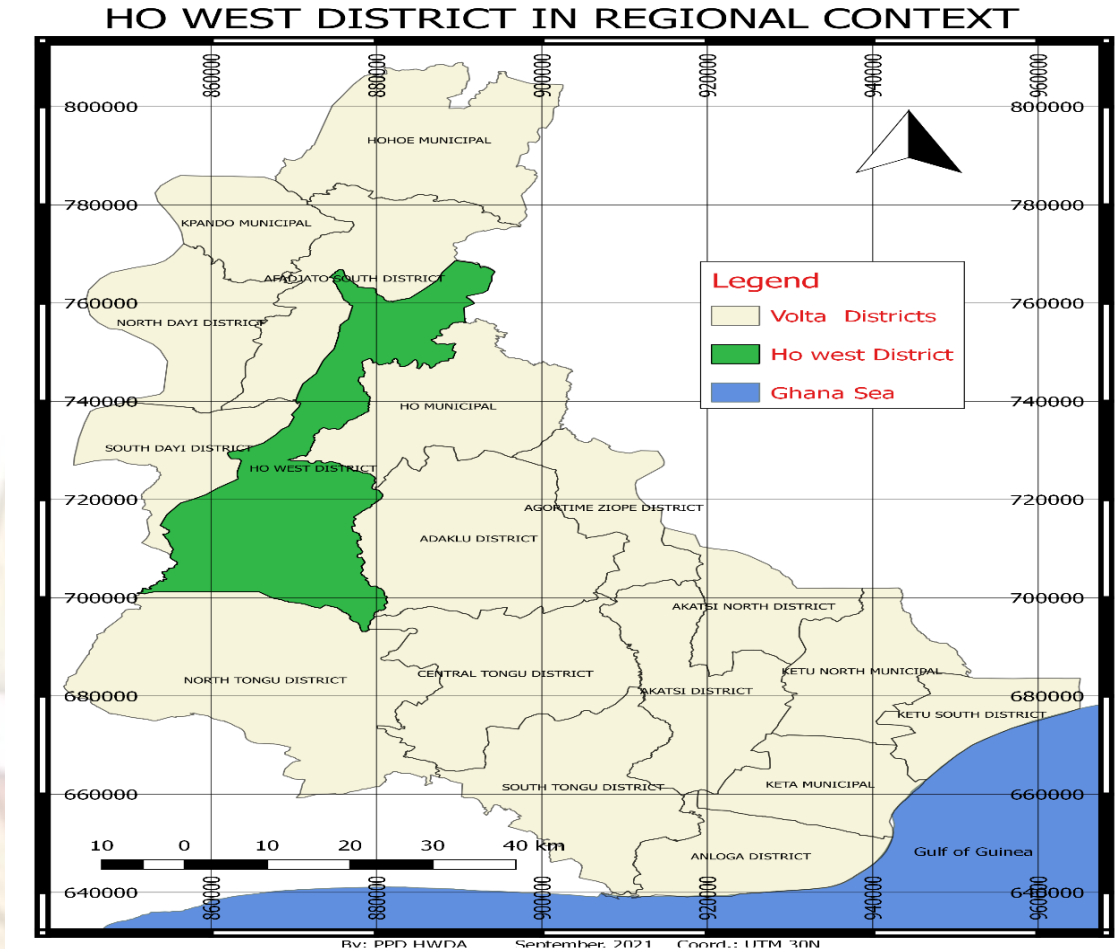 HO WEST DISTRICT IN REGIONAL CONTEXT
860000 880000 900000 920000 940000 960000
800000 800000
HOHOE MUNICIPAL
780000 780000
KPANDO MUNICIPAL
AFADJATO SOUTH DISTRICT
Legend
Volta Districts
Ho west District
Ghana Sea
760000 760000
NORTH DAYI DISTRICT
740000 740000
HO MUNICIPAL
SOUTH DAYI DISTRICT
HO WEST DISTRICT
720000 720000
AGORTIME ZIOPE DISTRICT
ADAKLU DISTRICT
700000 700000
AKATSI NORTH DISTRICT
KETU NORTH MUNICIPAL
CENTRAL TONGU DISTRICT
NORTH TONGU DISTRICT
AKATSI DISTRICT
680000 680000
KETU SOUTH DISTRICT
KETA MUNICIPAL
SOUTH TONGU DISTRICT
660000 660000
10 0 10 20 30 40 km
Gulf of Guinea
ANLOGA DISTRICT
640000 640000
860000 880000 900000 920000 940000 960000
By: PPD HWDA September, 2021 Coord.: UTM 30N